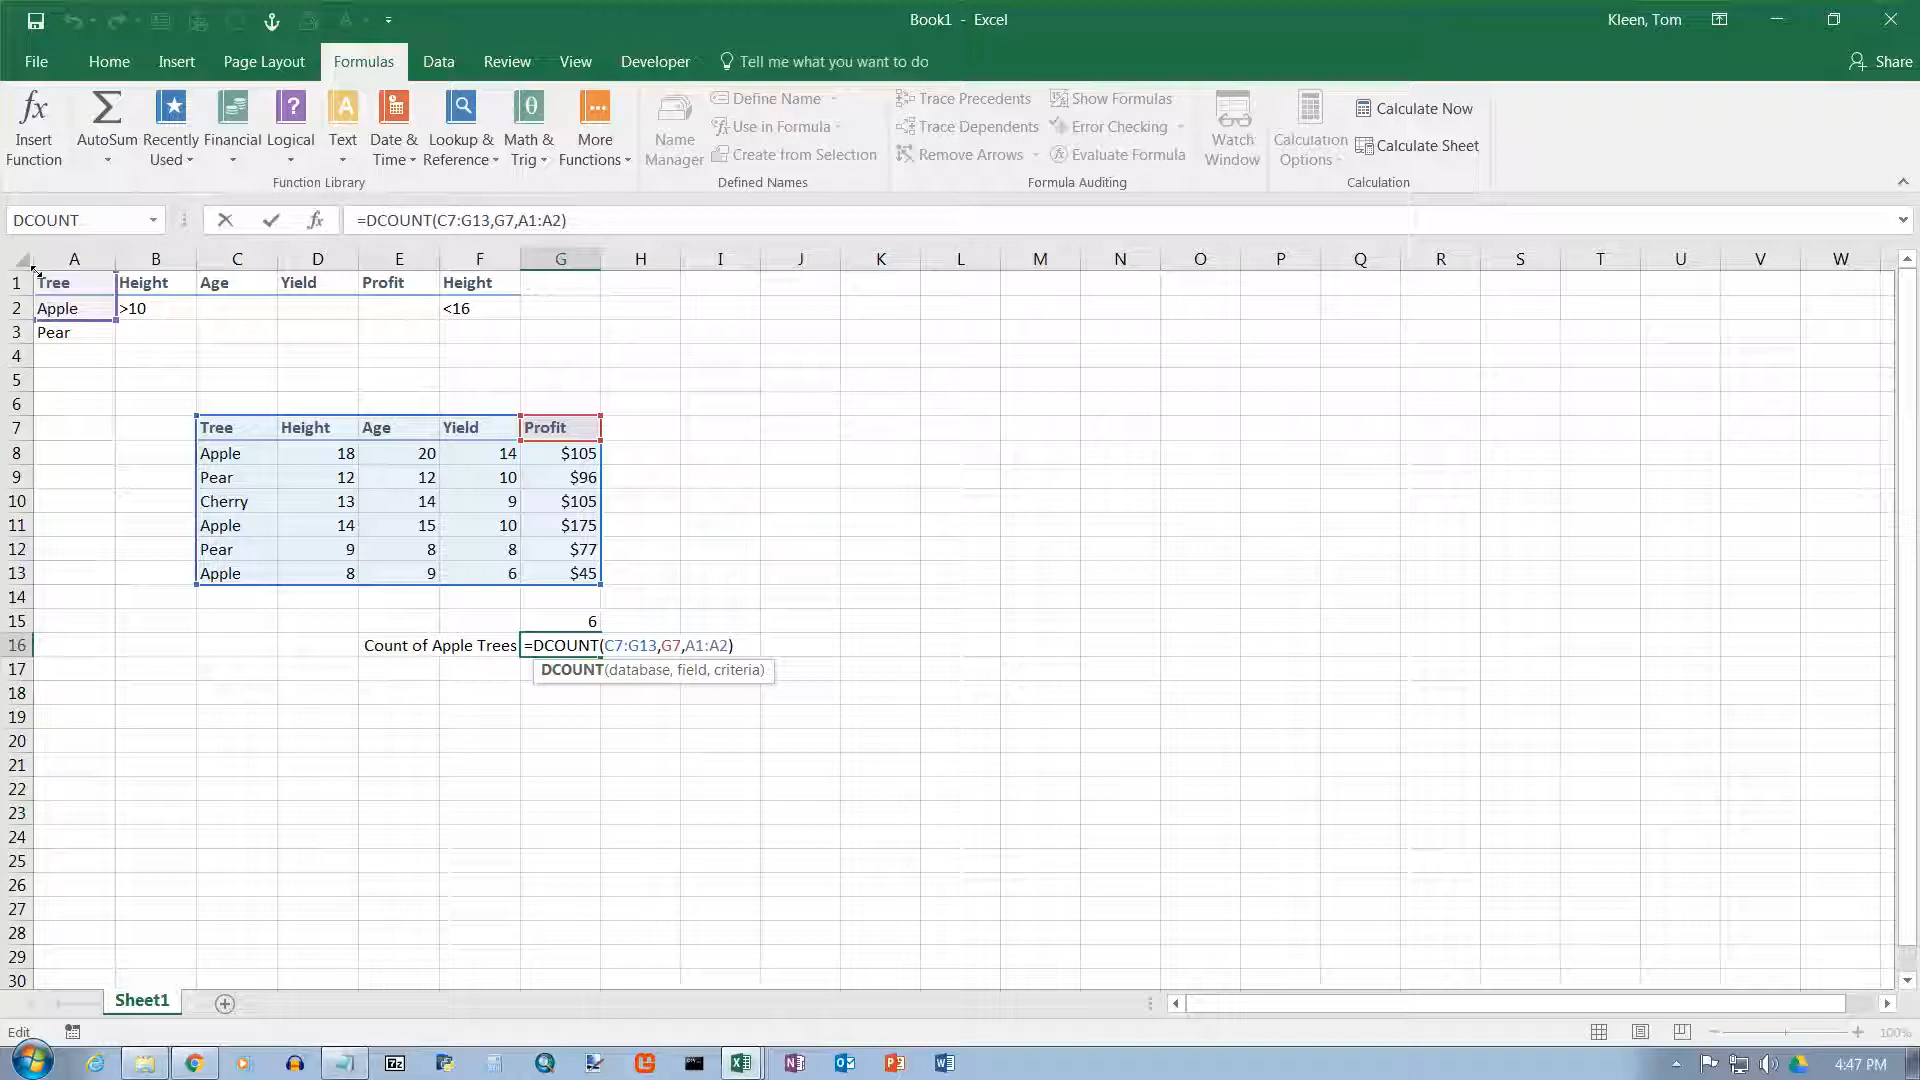 Book1 - Excel
Kleen, Tom
File Home Insert Page Layout Formulas Data Review View Developer Tell me what you want to do Share
Insert Function
AutoSum
Recently Used
Financial
Logical
Text
Date & Time
Lookup & Reference
Math & Trig
More Functions
Function Library
Name Manager
Define Name
Use in Formula
Create from Selection
Defined Names
Trace Precedents
Trace Dependents
Remove Arrows
Show Formulas
Error Checking
Evaluate Formula
Formula Auditing
Watch Window
Calculation Options
Calculate Now
Calculate Sheet
Calculation
DCOUNT fx =DCOUNT(C7:G13,G7,A1:A2)
A B C D E F G H I J K L M N O P Q R S T U V W
1 Tree Height Age Yield Profit Height
2 Apple >10 <16
3 Pear
4
5
6
7 Tree Height Age Yield Profit
8 Apple 18 20 14 $105
9 Pear 12 12 10 $96
10 Cherry 13 14 9 $105
11 Apple 14 15 10 $175
12 Pear 9 8 8 $77
13 Apple 8 9 6 $45
14
15 6
16 Count of Apple Trees =DCOUNT(C7:G13,G7,A1:A2)
17 DCOUNT(database, field, criteria)
18
19
20
21
22
23
24
25
26
27
28
29
30
Sheet1
Edit 100%
4:47 PM